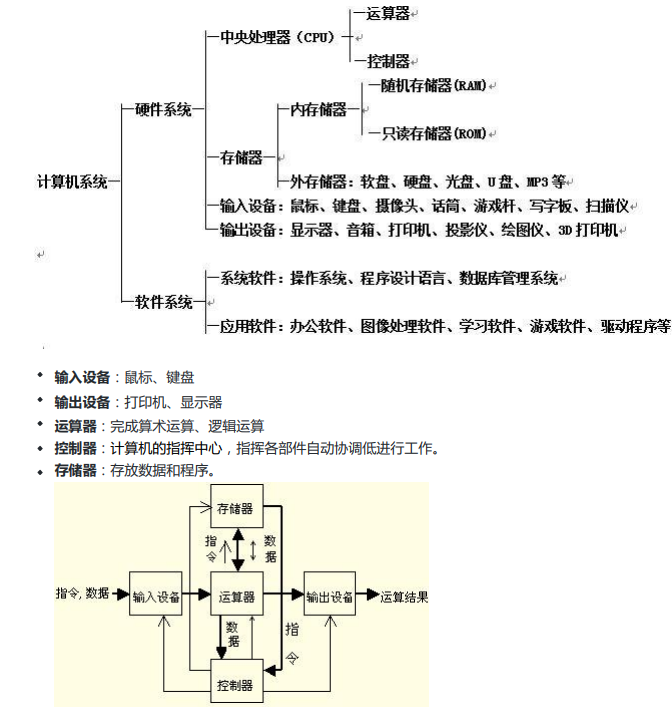 运算器
中央处理器（CPU）
控制器
随机存储器(RAM)
硬件系统
内存储器
只读存储器(ROM)
存储器
计算机系统
外存储器：软盘、硬盘、光盘、U盘、MP3等
输入设备：鼠标、键盘、摄像头、话筒、游戏杆、写字板、扫描仪
输出设备：显示器、音箱、打印机、投影仪、绘图仪、3D打印机
系统软件：操作系统、程序设计语言、数据库管理系统
软件系统
应用软件：办公软件、图像处理软件、学习软件、游戏软件、驱动程序等
输入设备：鼠标、键盘
输出设备：打印机、显示器
运算器：完成算术运算、逻辑运算
控制器：计算机的指挥中心，指挥各部件自动协调低进行工作。
存储器：存放数据和程序。
存储器
指令
数据
指令,数据
输入设备
运算器
输出设备
运算结果
数据
指令
控制器